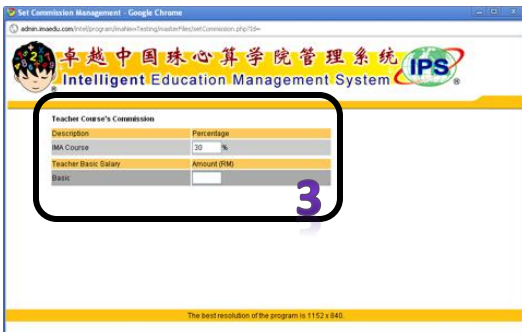 Set Commission Management - Google Chrome
admin.imaedu.com/intel/program/imaNew=Testing/masterFiles/setCommission.php?Id=
卓越中国珠心算学院管理系统
Intelligent Education Management System
IPS
®
®
Teacher Course's Commission
Description Percentage
IMA Course 30 %
Teacher Basic Salary Amount (RM)
Basic
3
The best resolution of the program is 1152 x 840.